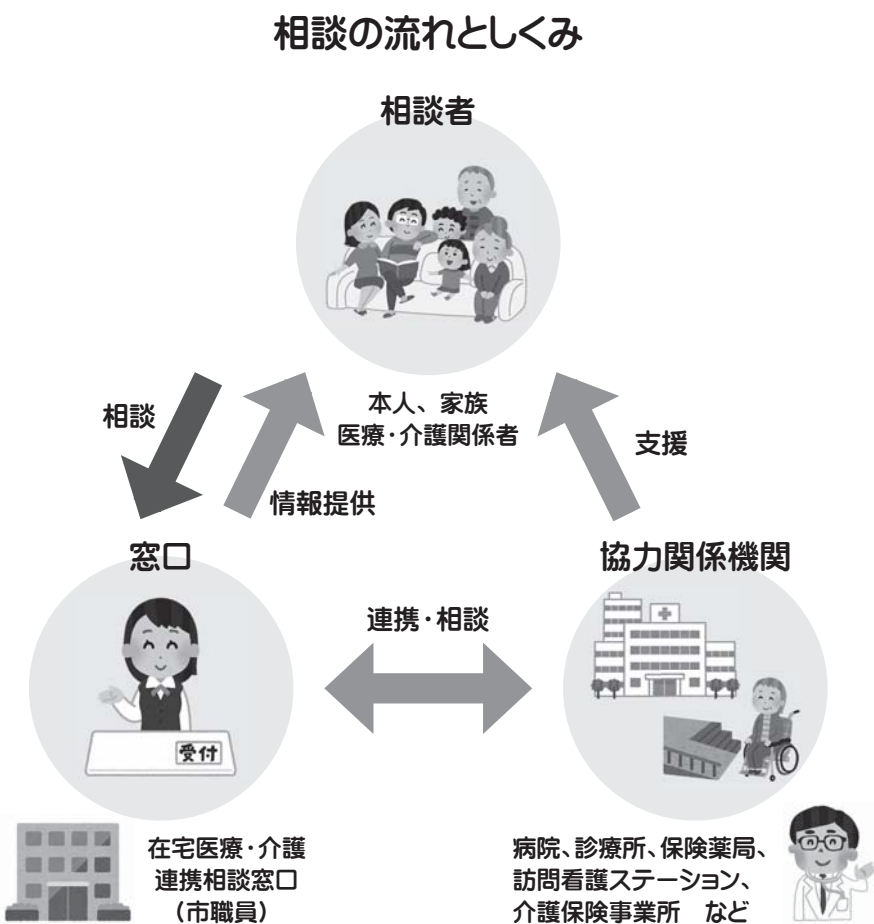 相談の流れとしくみ
相談者
本人、家族
医療・介護関係者
相談
情報提供
支援
窓口
協力関係機関
連携・相談
受付
在宅医療・介護
連携相談窓口
(市職員)
病院、診療所、保険薬局、
訪問看護ステーション、
介護保険事業所　など